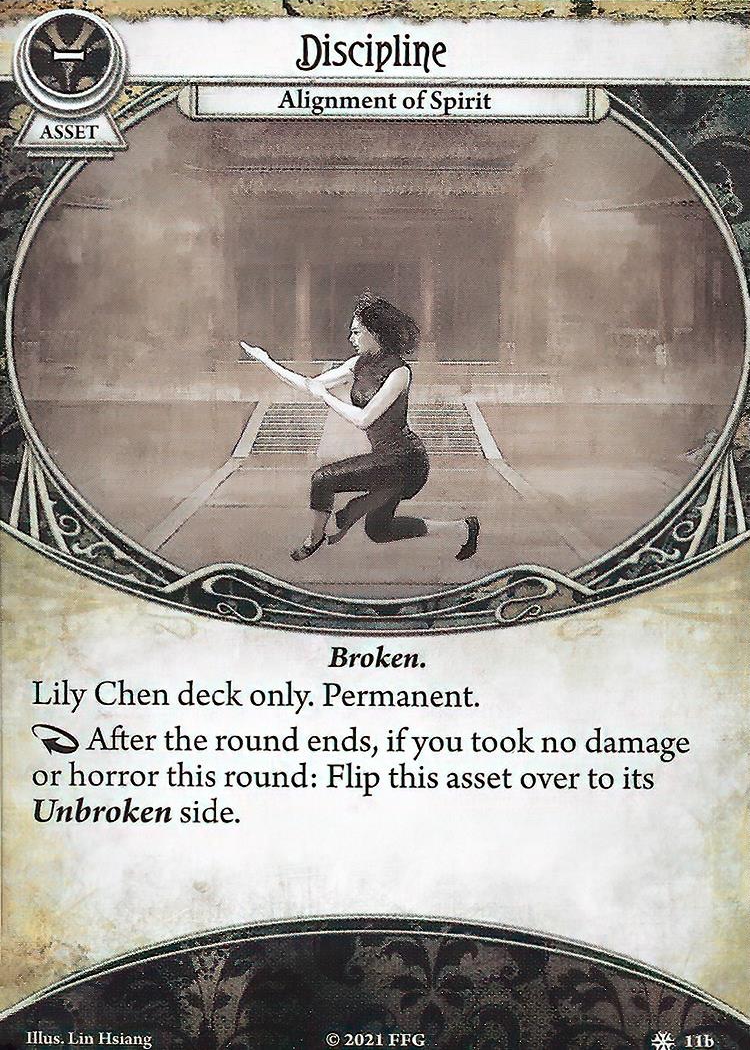 Discipline
Alignment of Spirit
ASSET
Broken.
Lily Chen deck only. Permanent.
After the round ends, if you took no damage
or horror this round: Flip this asset over to its
Unbroken side.
Illus. Lin Hsiang
© 2021 FFG
11b